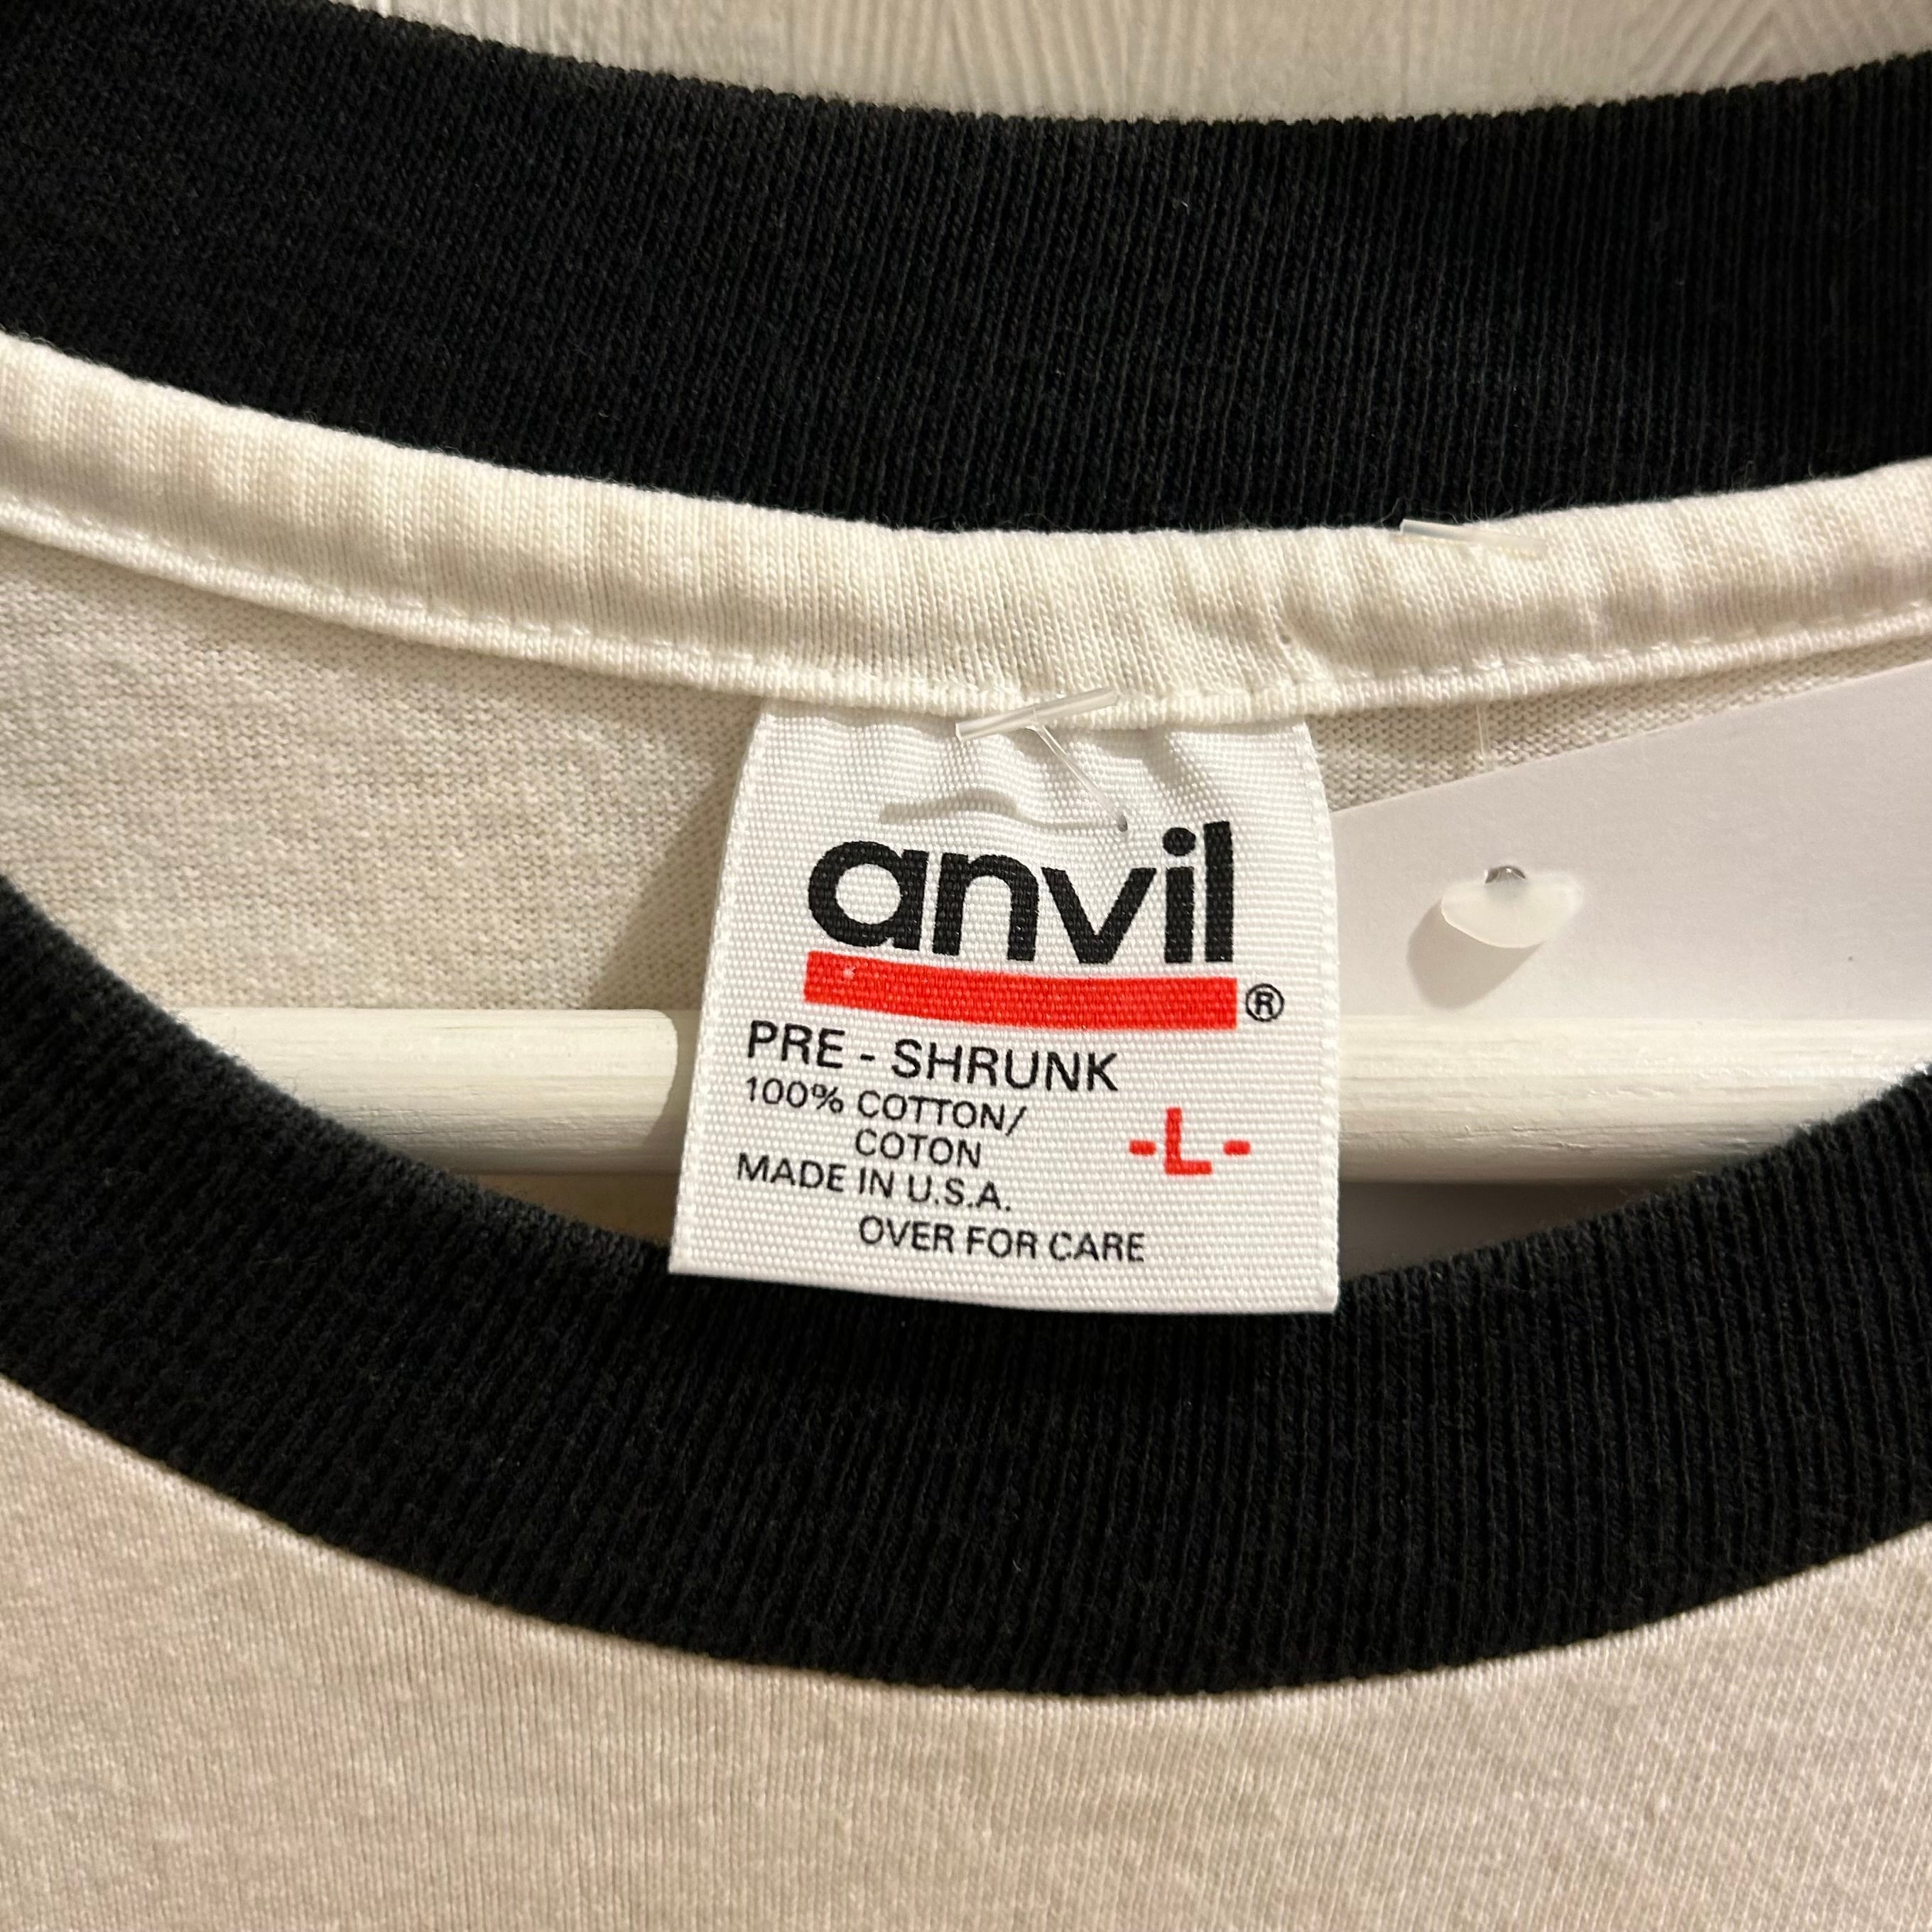 anvil
®
PRE - SHRUNK
100% COTTON/
COTON
-L-
MADE IN U.S.A.
OVER FOR CARE